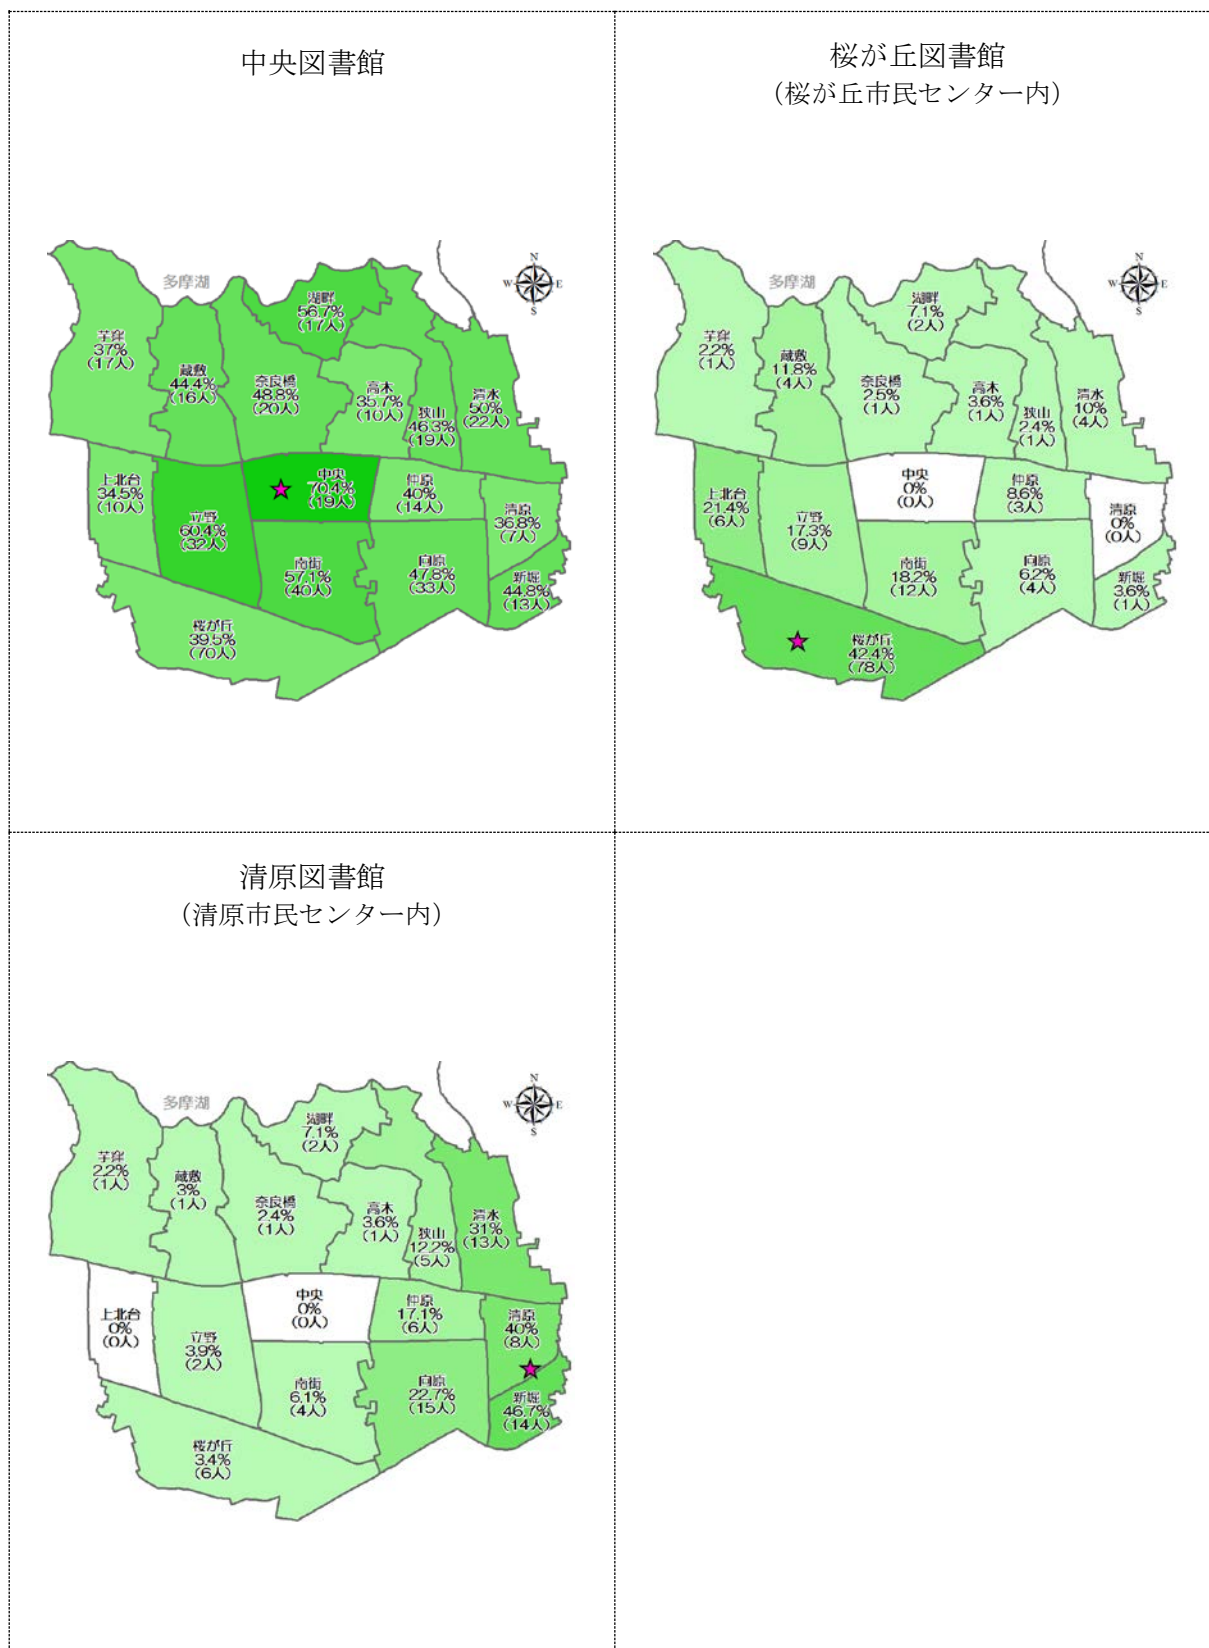 中央図書館
N
W
E
S
多摩湖
湖畔
56.7%
(17人)
芋窪
37%
(17人)
蔵敷
44.4%
(16人)
奈良橋
48.8%
(20人)
高木
35.7%
(10人)
狭山
46.3%
(19人)
清水
50%
(22人)
上北台
34.5%
(10人)
立野
60.4%
(32人)
中央
70.4%
(19人)
仲原
40%
(14人)
清原
36.8%
(7人)
南街
57.1%
(40人)
向原
47.8%
(33人)
新堀
44.8%
(13人)
桜が丘
39.5%
(70人)
桜が丘図書館
（桜が丘市民センター内）
N
W
E
S
多摩湖
湖畔
7.1%
(2人)
芋窪
2.2%
(1人)
蔵敷
11.8%
(4人)
奈良橋
2.5%
(1人)
高木
3.6%
(1人)
狭山
2.4%
(1人)
清水
10%
(4人)
上北台
21.4%
(6人)
立野
17.3%
(9人)
中央
0%
(0人)
仲原
8.6%
(3人)
清原
0%
(0人)
南街
18.2%
(12人)
向原
6.2%
(4人)
新堀
3.6%
(1人)
桜が丘
42.4%
(78人)
清原図書館
（清原市民センター内）
N
W
E
S
多摩湖
湖畔
7.1%
(2人)
芋窪
2.2%
(1人)
蔵敷
3%
(1人)
奈良橋
2.4%
(1人)
高木
3.6%
(1人)
狭山
12.2%
(5人)
清水
31%
(13人)
上北台
0%
(0人)
立野
3.9%
(2人)
中央
0%
(0人)
仲原
17.1%
(6人)
清原
40%
(8人)
南街
6.1%
(4人)
向原
22.7%
(15人)
新堀
46.7%
(14人)
桜が丘
3.4%
(6人)